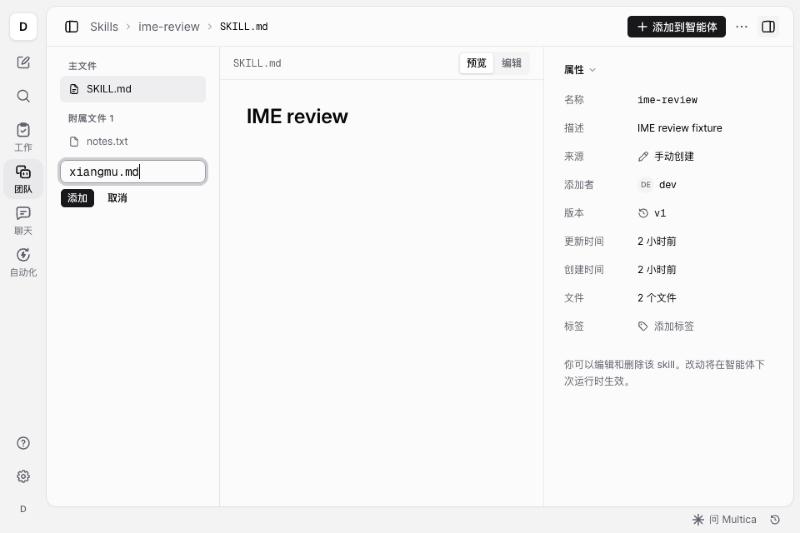 D
Skills > ime-review > SKILL.md
+ 添加到智能体
工作
团队
聊天
自动化
D
主文件
SKILL.md
附属文件 1
notes.txt
xiangmu.md
添加 取消
SKILL.md
预览 编辑
IME review
属性
名称 ime-review
描述 IME review fixture
来源 手动创建
添加者 DE dev
版本 v1
更新时间 2 小时前
创建时间 2 小时前
文件 2 个文件
标签 添加标签
你可以编辑和删除该 skill。改动将在智能体下
次运行时生效。
问 Multica